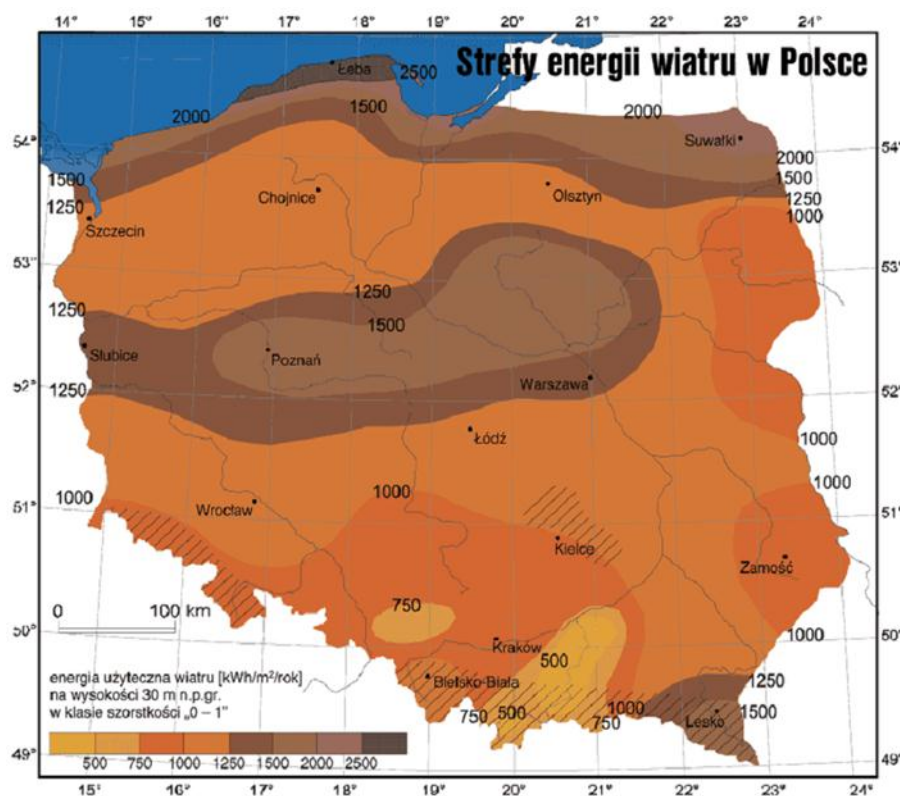 14° 15° 16° 17° 18° 19° 20° 21° 22° 23°
Strefy energii wiatru w Polsce
Łeba
2500
2000
1500
2000
54°
Suwałki
54°
2000
1500
1500
1250
Chojnice
Olsztyn
1250
1000
Szczecin
53°
53°
1250
1250
1500
Słubice
Poznań
52°
Warszawa
52°
1250
Łódź
1000
1000
1000
1000
51°
Wrocław
51°
Kielce
Zamość
0 100 km
750
50°
1000
50°
Kraków
500
energia użyteczna wiatru [kWh/m²/rok]
na wysokości 30 m n.p.gr.
w klasie szorstkości „0 – 1"
Bielsko-Biała
1250
750
500
1000
750
Lesko
1500
49°
500 750 1000 1250 1500 2000 2500
49°
15° 16° 17° 18° 19° 20° 21° 22° 23° 24°